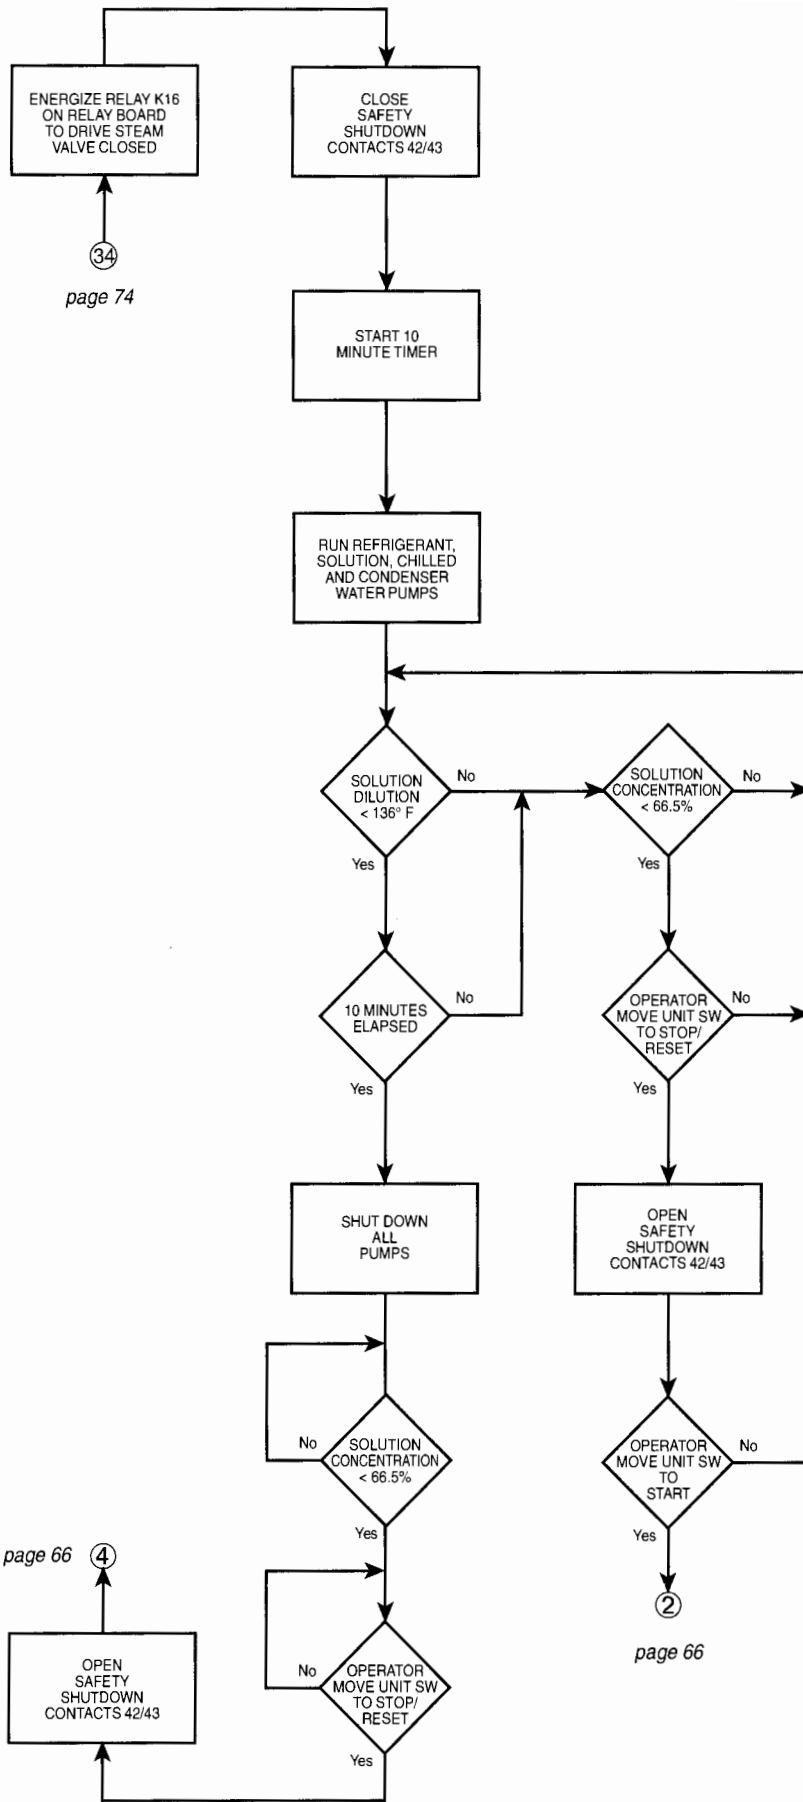 ENERGIZE RELAY K16
ON RELAY BOARD
TO DRIVE STEAM
VALVE CLOSED
34
page 74
CLOSE
SAFETY
SHUTDOWN
CONTACTS 42/43
START 10
MINUTE TIMER
RUN REFRIGERANT,
SOLUTION, CHILLED
AND CONDENSER
WATER PUMPS
SOLUTION
DILUTION
< 136° F
No
Yes
SOLUTION
CONCENTRATION
< 66.5%
No
Yes
10 MINUTES
ELAPSED
No
Yes
OPERATOR
MOVE UNIT SW
TO STOP/
RESET
No
Yes
SHUT DOWN
ALL
PUMPS
OPEN
SAFETY
SHUTDOWN
CONTACTS 42/43
SOLUTION
CONCENTRATION
< 66.5%
No
Yes
OPERATOR
MOVE UNIT SW
TO
START
No
Yes
2
page 66
OPERATOR
MOVE UNIT SW
TO STOP/
RESET
No
Yes
page 66 4
OPEN
SAFETY
SHUTDOWN
CONTACTS 42/43